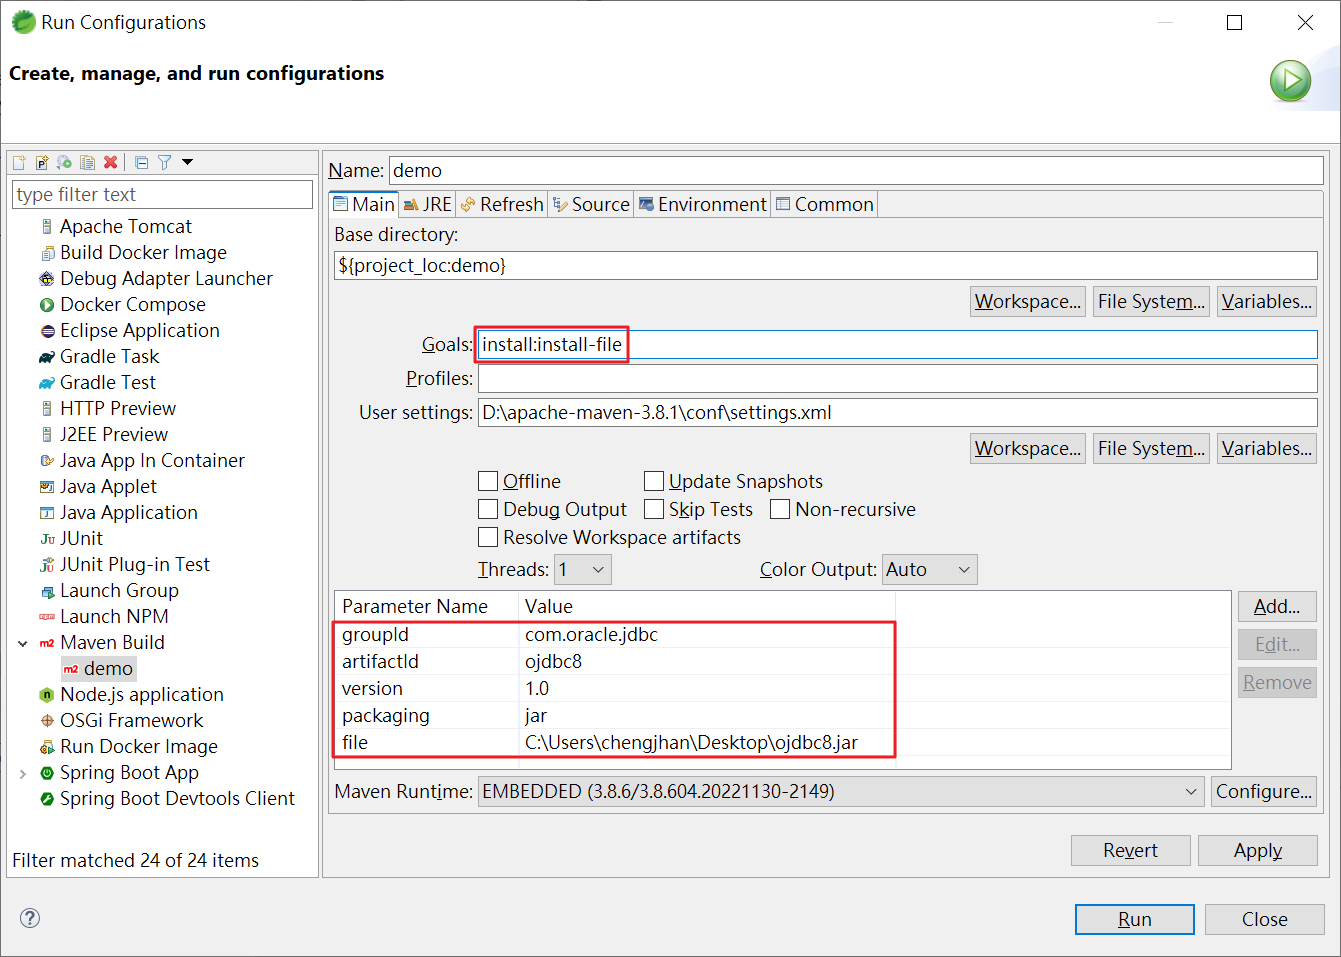 Run Configurations
Create, manage, and run configurations
type filter text
Apache Tomcat
Build Docker Image
Debug Adapter Launcher
Docker Compose
Eclipse Application
Gradle Task
Gradle Test
HTTP Preview
J2EE Preview
Java App In Container
Java Applet
Java Application
JUnit
JUnit Plug-in Test
Launch Group
Launch NPM
Maven Build
demo
Node.js application
OSGi Framework
Run Docker Image
Spring Boot App
Spring Boot Devtools Client
Filter matched 24 of 24 items
Name: demo
Main JRE Refresh Source Environment Common
Base directory:
${project_loc:demo}
Workspace... File System... Variables...
Goals: install:install-file
Profiles:
User settings: D:\apache-maven-3.8.1\conf\settings.xml
Workspace... File System... Variables...
Offline Update Snapshots
Debug Output Skip Tests Non-recursive
Resolve Workspace artifacts
Threads: 1 Color Output: Auto
Parameter Name Value
groupId com.oracle.jdbc
artifactId ojdbc8
version 1.0
packaging jar
file C:\Users\chengjhan\Desktop\ojdbc8.jar
Add...
Edit...
Remove
Maven Runtime: EMBEDDED (3.8.6/3.8.604.20221130-2149) Configure...
Revert Apply
Run Close